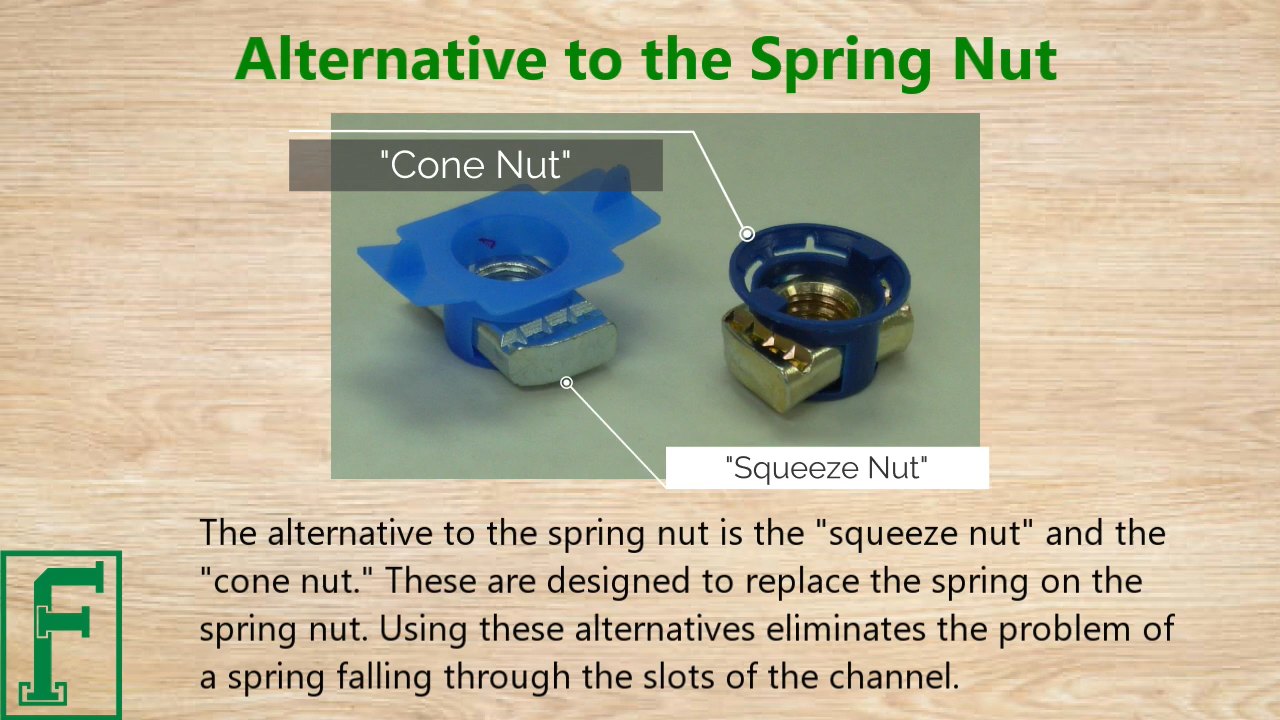 Alternative to the Spring Nut
"Cone Nut"
"Squeeze Nut"
The alternative to the spring nut is the "squeeze nut" and the
"cone nut." These are designed to replace the spring on the
spring nut. Using these alternatives eliminates the problem of
a spring falling through the slots of the channel.
F